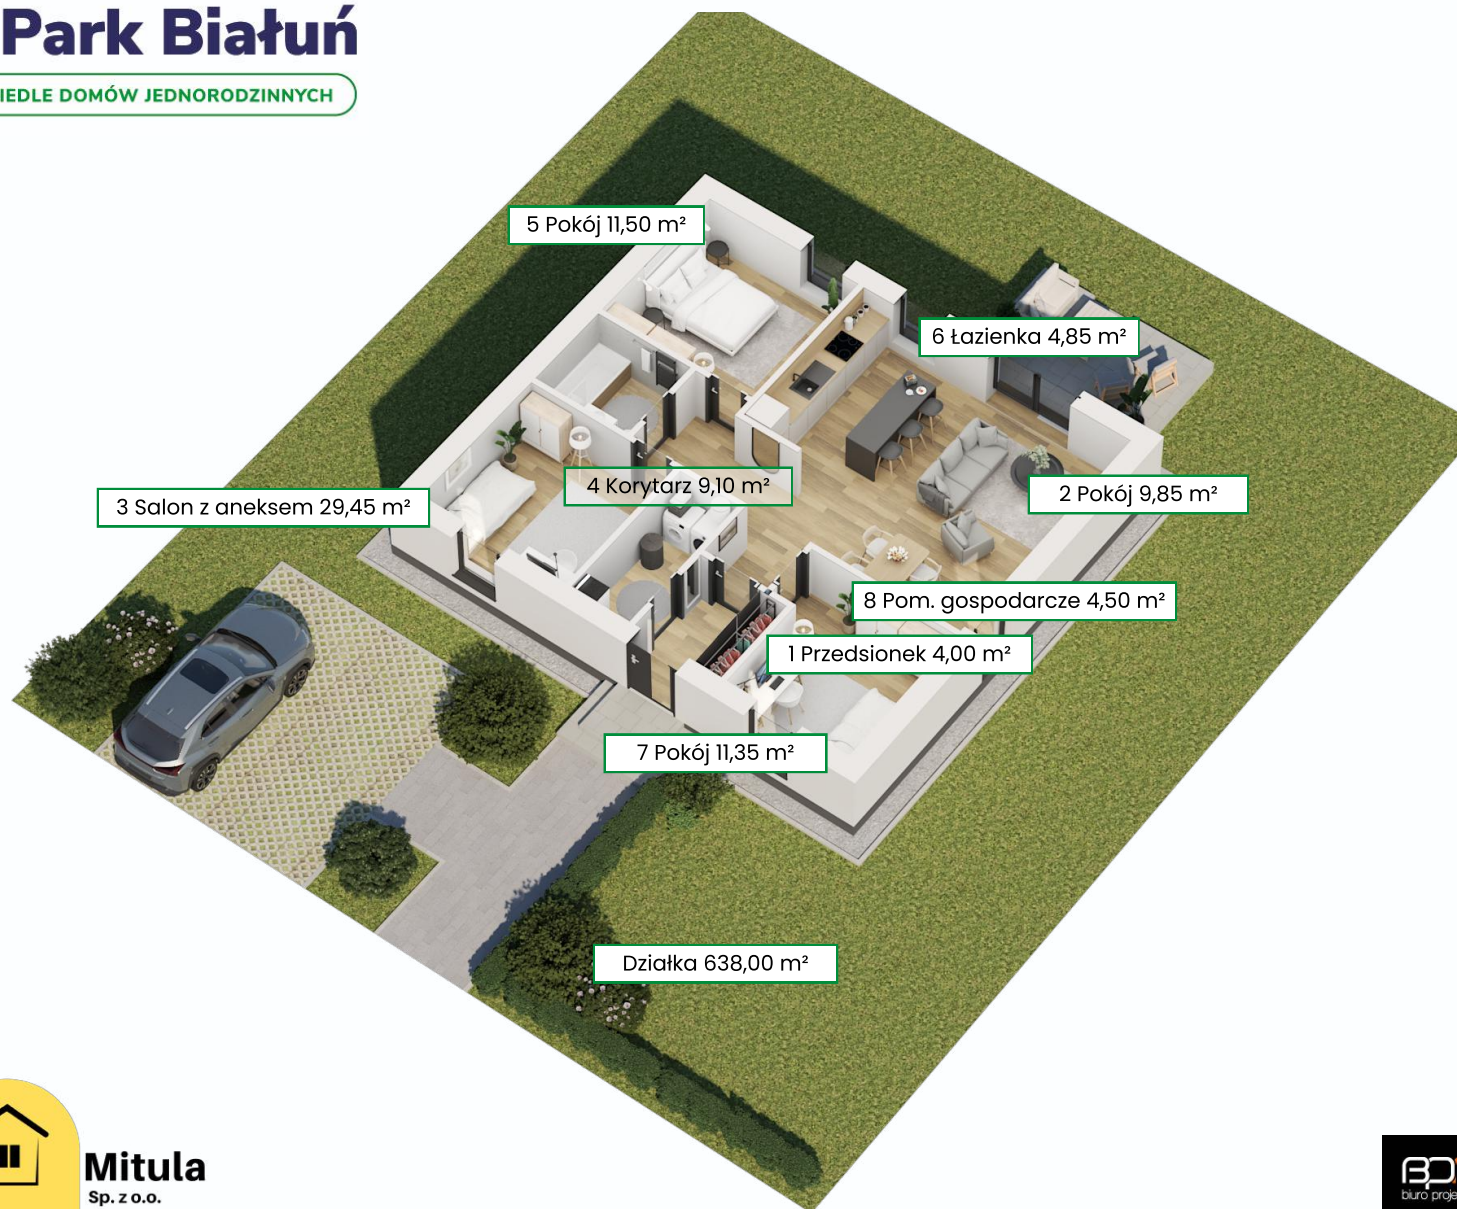 Park Białuń
IEDLE DOMÓW JEDNORODZINNYCH
5 Pokój 11,50 m²
6 Łazienka 4,85 m²
4 Korytarz 9,10 m²
3 Salon z aneksem 29,45 m²
2 Pokój 9,85 m²
8 Pom. gospodarcze 4,50 m²
1 Przedsionek 4,00 m²
7 Pokój 11,35 m²
Działka 638,00 m²
Mitula
Sp. z o.o.
biuro proje